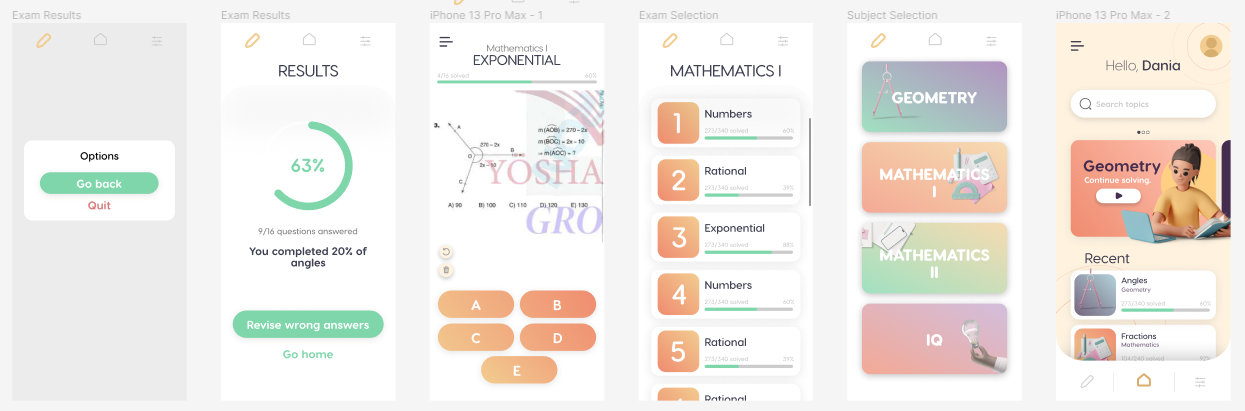 Exam Results
Options
Go back
Quit
Exam Results
RESULTS
63%
9/16 questions answered
You completed 20% of
angles
Revise wrong answers
Go home
iPhone 13 Pro Max - 1
Mathematics I
EXPONENTIAL
4/16 solved
60%
3.
A
270 - 2x
B
O
2x - 10
C
m(AOB) = 270 - 2x
m(BOC) = 2x - 10
⇒ m(AOC) = ?
YOSHA
A) 90 B) 100 C) 110 D) 120 E) 130
GRO
A
B
C
D
E
Exam Selection
MATHEMATICS I
1
Numbers
273/340 solved 60%
2
Rational
273/340 solved 39%
3
Exponential
273/340 solved 88%
4
Numbers
273/340 solved 60%
5
Rational
273/340 solved 39%
Rational
Subject Selection
GEOMETRY
MATHEMATICS
I
MATHEMATICS
II
IQ
iPhone 13 Pro Max - 2
Hello, Dania
Search topics
Geometry
Continue solving.
Recent
Angles
Geometry
273/340 solved 60%
Fractions
Mathematics
104/240 solved 92%